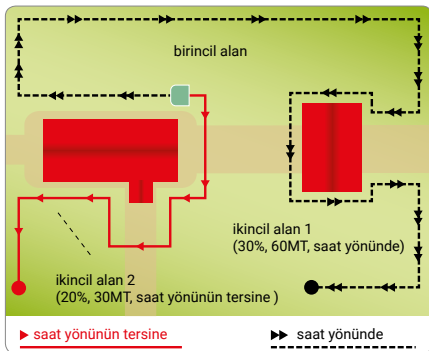 birincil alan
ikincil alan 1
(30%, 60MT, saat yönünde)
ikincil alan 2
(20%, 30MT, saat yönünün tersine )
saat yönünün tersine
saat yönünde